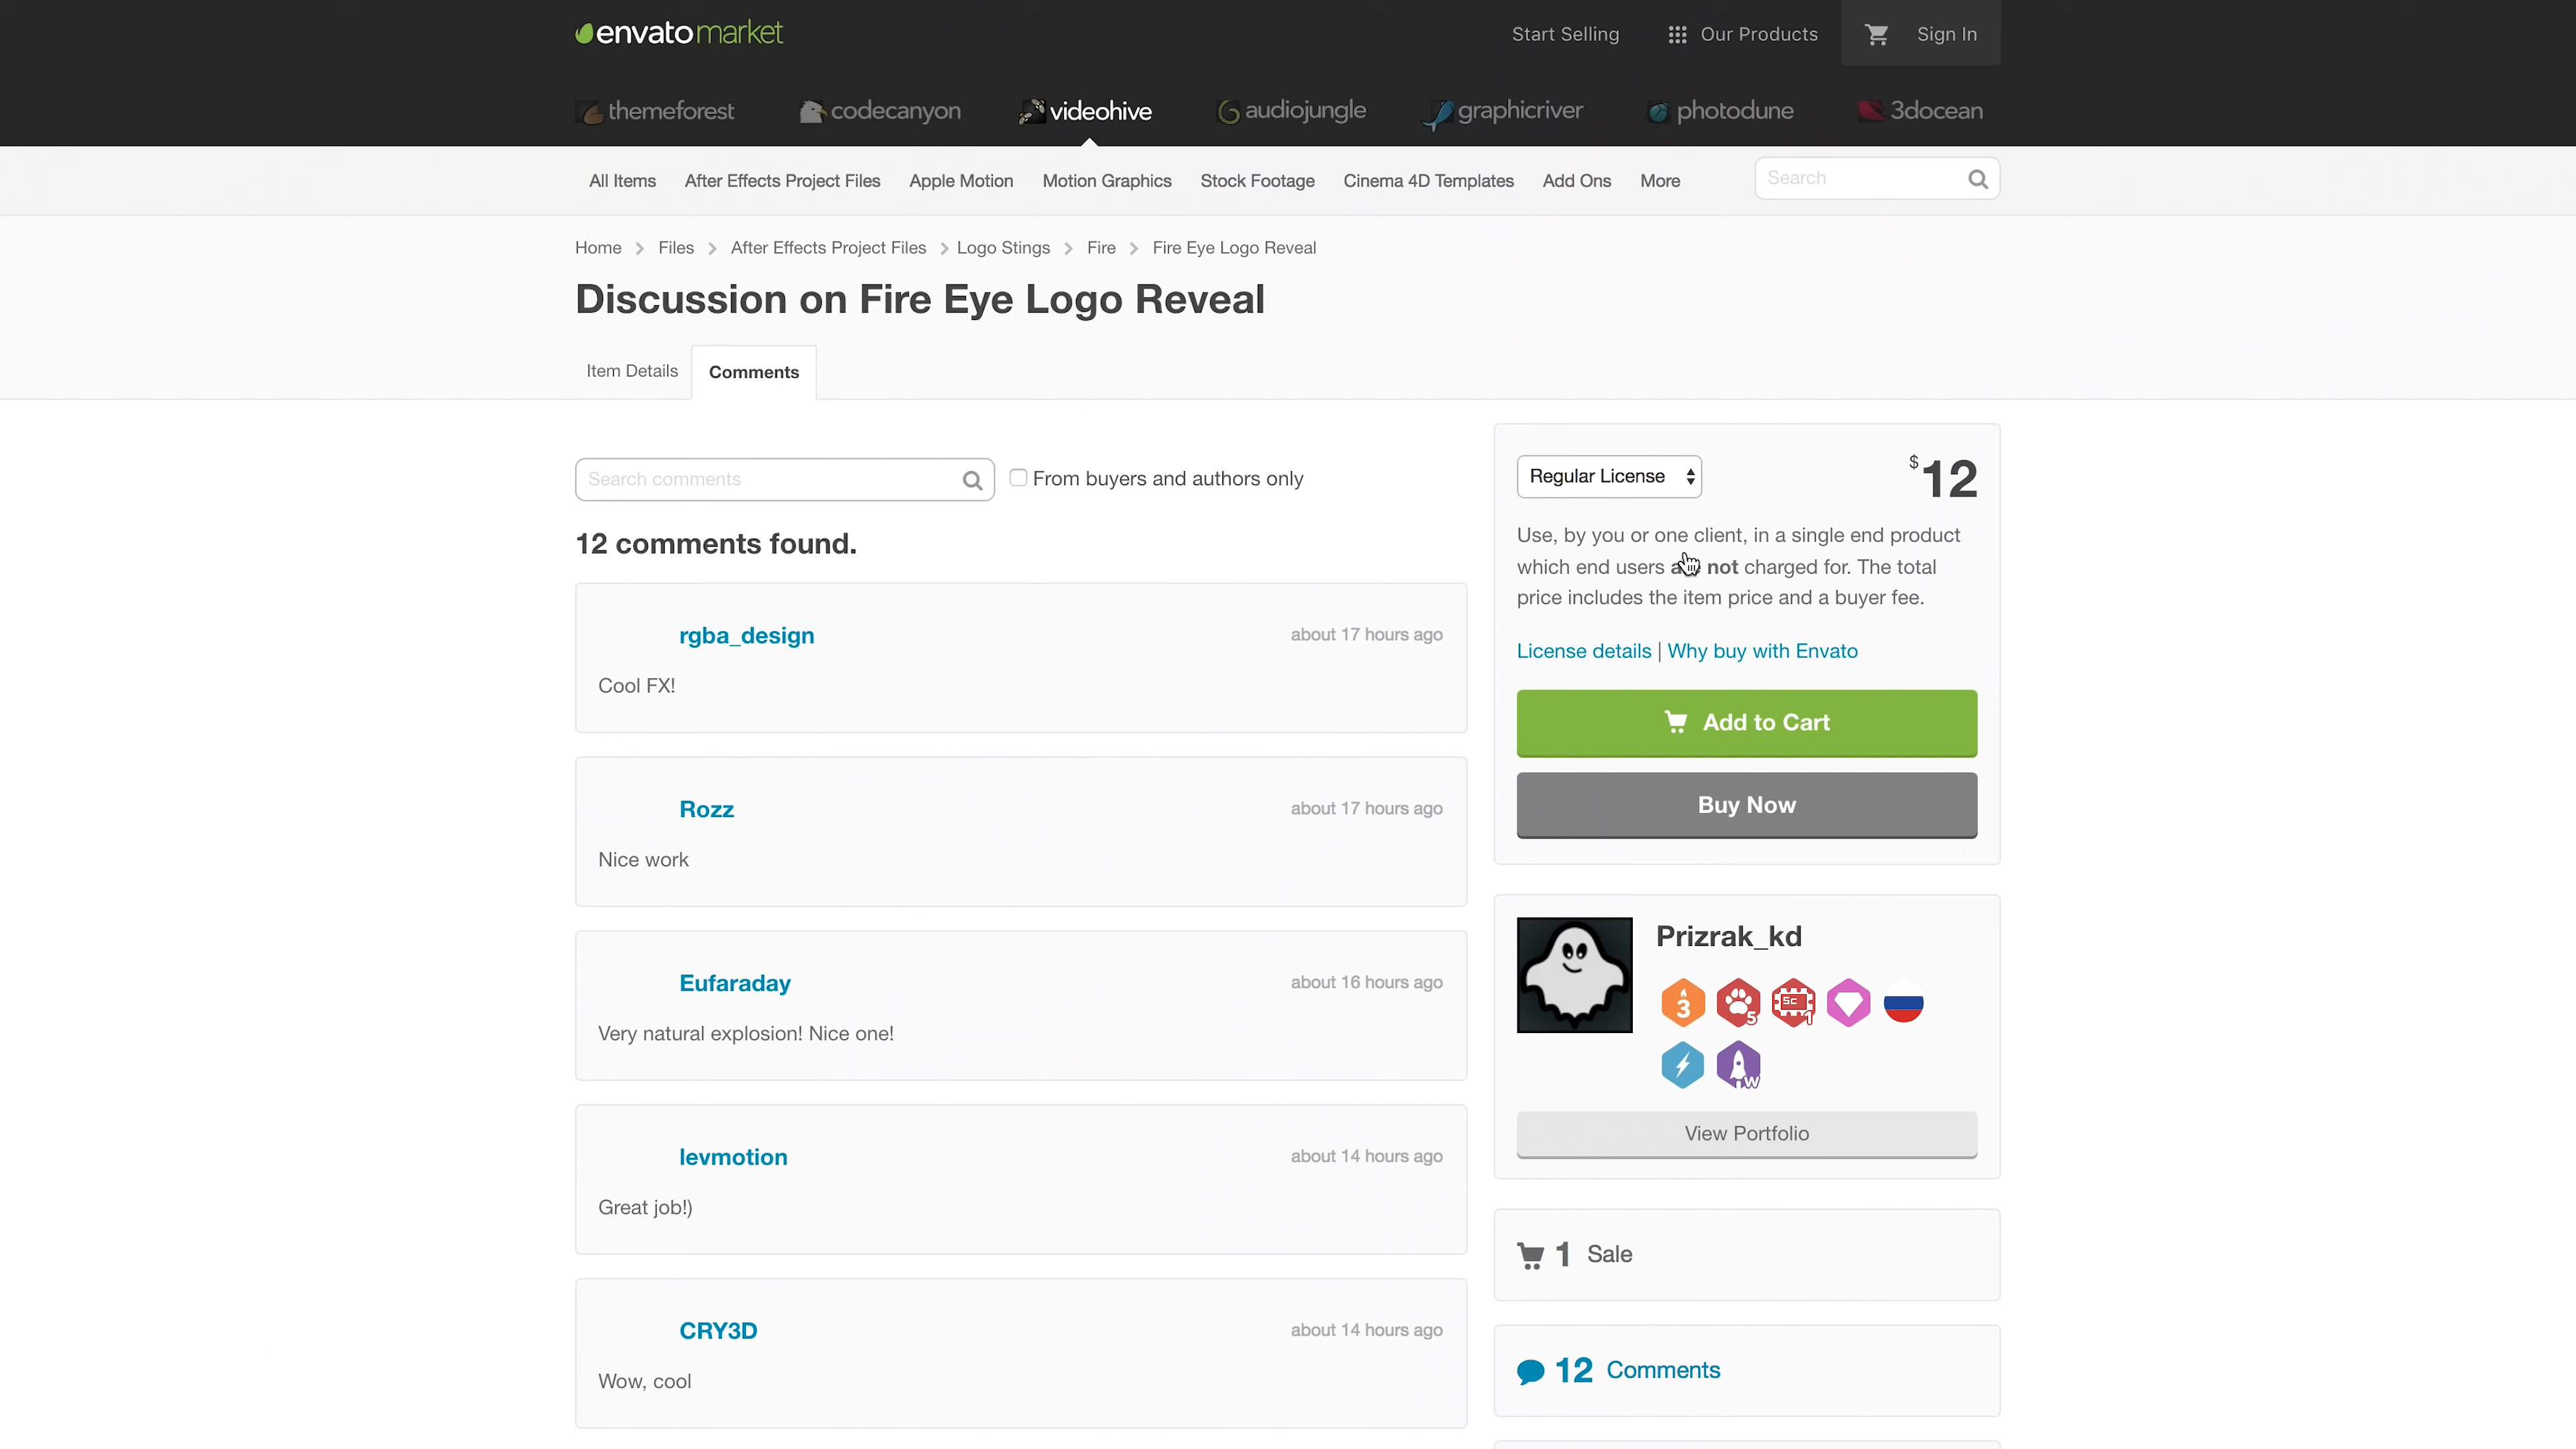 envatomarket
Start Selling Our Products Sign In
themeforest codecanyon videohive audiojungle graphicriver photodune 3docean
All Items After Effects Project Files Apple Motion Motion Graphics Stock Footage Cinema 4D Templates Add Ons More Search
Home Files After Effects Project Files Logo Stings Fire Fire Eye Logo Reveal
Discussion on Fire Eye Logo Reveal
Item Details Comments
Search comments From buyers and authors only
12 comments found.
rgba_design about 17 hours ago
Cool FX!
Rozz about 17 hours ago
Nice work
Eufaraday about 16 hours ago
Very natural explosion! Nice one!
levmotion about 14 hours ago
Great job!)
CRY3D about 14 hours ago
Wow, cool
Regular License $12
Use, by you or one client, in a single end product
which end users are not charged for. The total
price includes the item price and a buyer fee.
License details | Why buy with Envato
Add to Cart
Buy Now
Prizrak_kd
3 5 Sc 1
W
View Portfolio
1 Sale
12 Comments